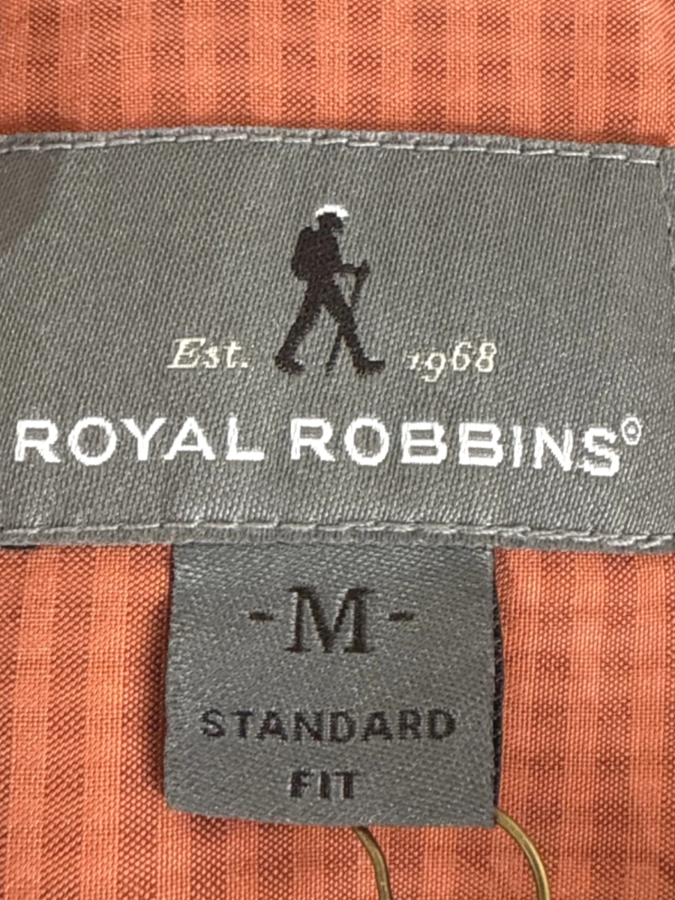 Est. 1968
ROYAL ROBBINS®
-M-
STANDARD
FIT